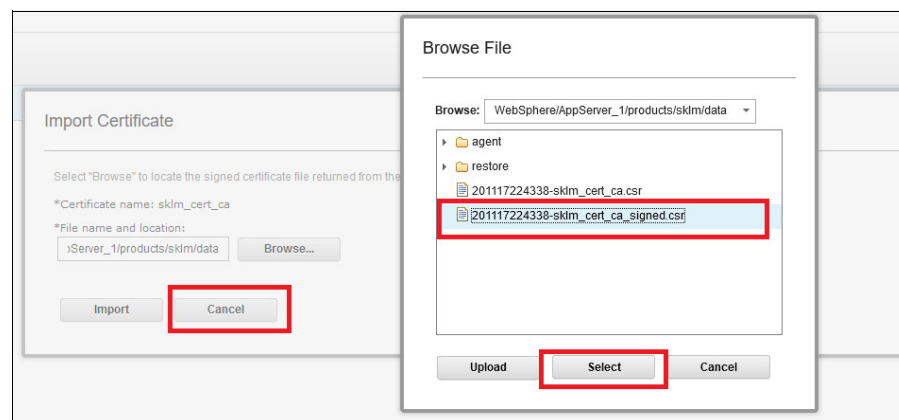 Browse File
Browse: WebSphere/AppServer_1/products/sklm/data
agent
restore
201117224338-sklm_cert_ca.csr
201117224338-sklm_cert_ca_signed.csr
Upload Select Cancel
Import Certificate
Select "Browse" to locate the signed certificate file returned from the
*Certificate name: sklm_cert_ca
*File name and location:
Server_1/products/sklm/data Browse...
Import Cancel